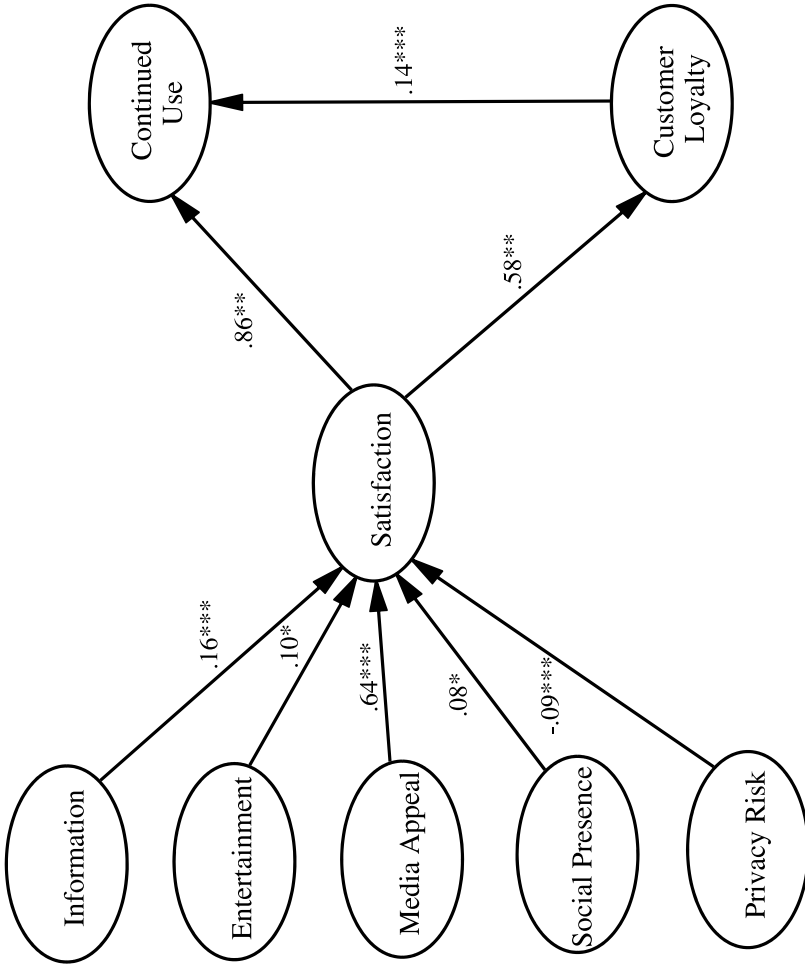 Information
Entertainment
Media Appeal
Social Presence
Privacy Risk
.16***
.10*
.64***
.08*
-.09***
Satisfaction
.86**
.58**
Continued
Use
.14***
Customer
Loyalty